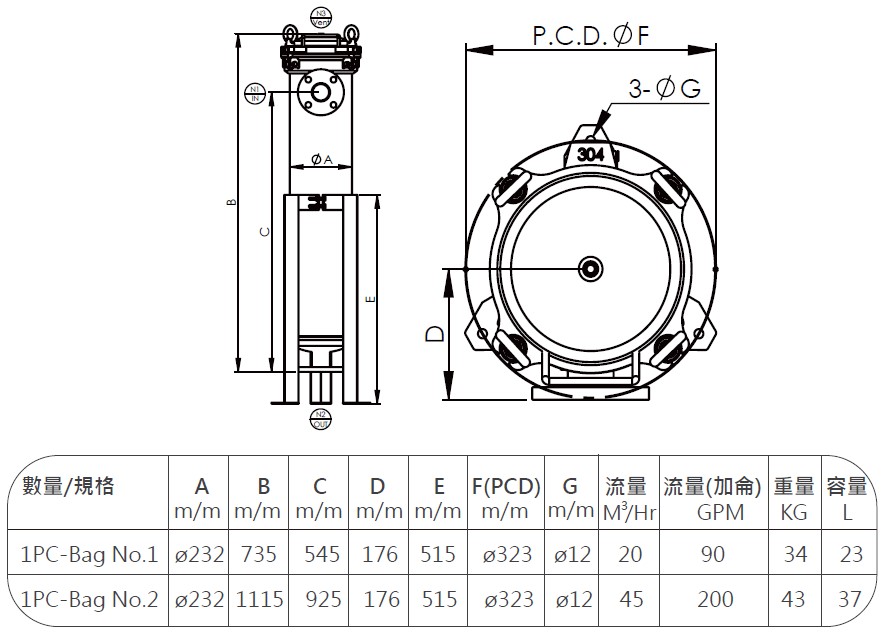 N3
Vent
P.C.D. ØF
3-ØG
N1
IN
304
ØA
B
C
E
D
N2
OUT
數量/規格 A B C D E F(PCD) G 流量 流量(加侖) 重量 容量
m/m m/m m/m m/m m/m m/m m/m M³/Hr GPM KG L
1PC-Bag No.1 ø232 735 545 176 515 ø323 ø12 20 90 34 23
1PC-Bag No.2 ø232 1115 925 176 515 ø323 ø12 45 200 43 37